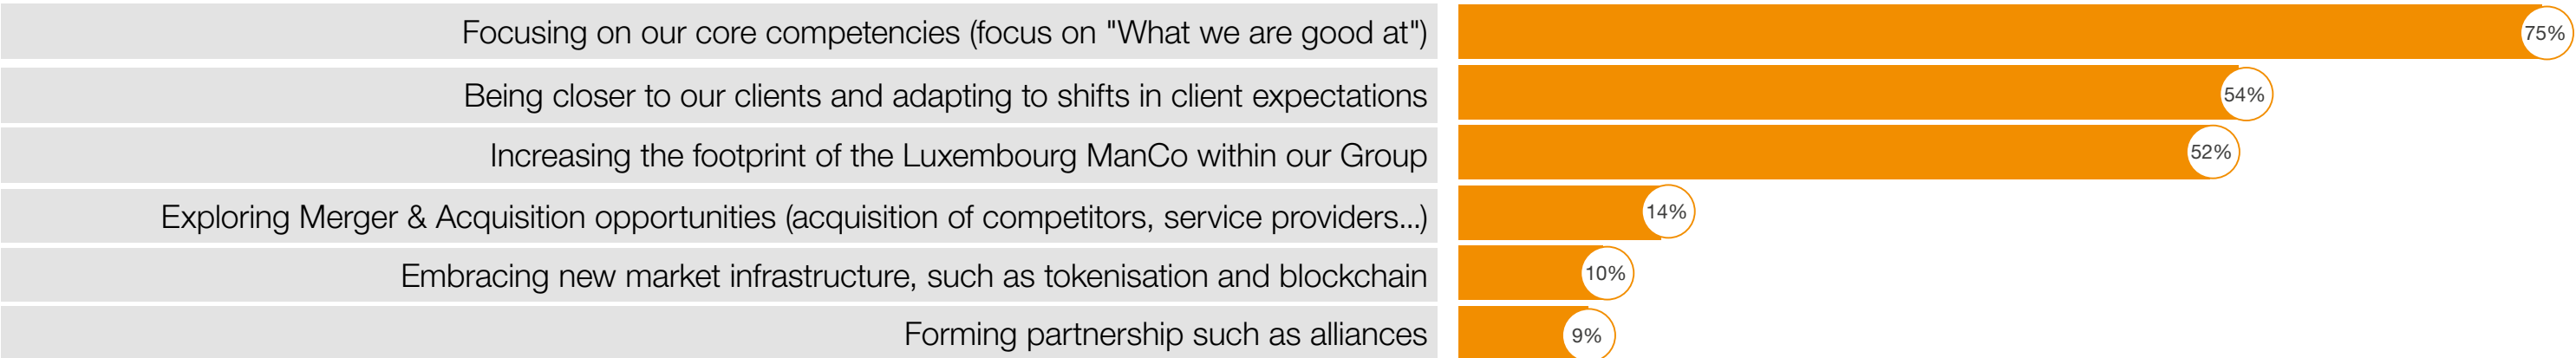 Focusing on our core competencies (focus on "What we are good at") 75%
Being closer to our clients and adapting to shifts in client expectations 54%
Increasing the footprint of the Luxembourg ManCo within our Group 52%
Exploring Merger & Acquisition opportunities (acquisition of competitors, service providers...) 14%
Embracing new market infrastructure, such as tokenisation and blockchain 10%
Forming partnership such as alliances 9%